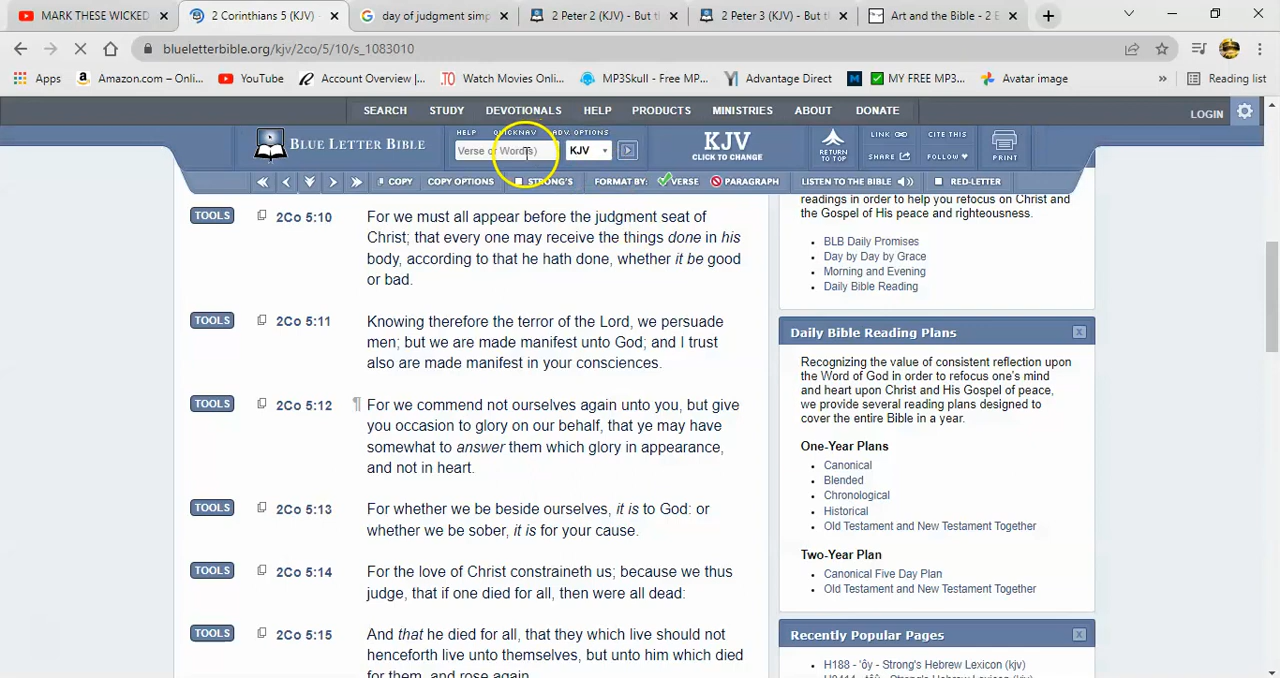 MARK THESE WICKED
2 Corinthians 5 (KJV) -
day of judgment simp
2 Peter 2 (KJV) - But th
2 Peter 3 (KJV) - But th
Art and the Bible - 2 E
blueletterbible.org/kjv/2co/5/10/s_1083010
Apps
Amazon.com – Onli...
YouTube
Account Overview |...
Watch Movies Onli...
MP3Skull - Free MP...
Advantage Direct
MY FREE MP3...
Avatar image
»
Reading list
SEARCH
STUDY
DEVOTIONALS
HELP
PRODUCTS
MINISTRIES
ABOUT
DONATE
LOGIN
BLUE LETTER BIBLE
HELP
QUICKNAV
ADV. OPTIONS
Verse or Word(s)
KJV
KJV
CLICK TO CHANGE
RETURN
TO TOP
LINK
CITE THIS
SHARE
FOLLOW
PRINT
COPY
COPY OPTIONS
STRONG'S
FORMAT BY:
VERSE
PARAGRAPH
LISTEN TO THE BIBLE
RED-LETTER
TOOLS
2Co 5:10
For we must all appear before the judgment seat of
Christ; that every one may receive the things done in his
body, according to that he hath done, whether it be good
or bad.
TOOLS
2Co 5:11
Knowing therefore the terror of the Lord, we persuade
men; but we are made manifest unto God; and I trust
also are made manifest in your consciences.
TOOLS
2Co 5:12
¶ For we commend not ourselves again unto you, but give
you occasion to glory on our behalf, that ye may have
somewhat to answer them which glory in appearance,
and not in heart.
TOOLS
2Co 5:13
For whether we be beside ourselves, it is to God: or
whether we be sober, it is for your cause.
TOOLS
2Co 5:14
For the love of Christ constraineth us; because we thus
judge, that if one died for all, then were all dead:
TOOLS
2Co 5:15
And that he died for all, that they which live should not
henceforth live unto themselves, but unto him which died
for them, and rose again.
readings in order to help you refocus on Christ and
the Gospel of His peace and righteousness.
BLB Daily Promises
Day by Day by Grace
Morning and Evening
Daily Bible Reading
Daily Bible Reading Plans
Recognizing the value of consistent reflection upon
the Word of God in order to refocus one's mind
and heart upon Christ and His Gospel of peace,
we provide several reading plans designed to
cover the entire Bible in a year.
One-Year Plans
Canonical
Blended
Chronological
Historical
Old Testament and New Testament Together
Two-Year Plan
Canonical Five Day Plan
Old Testament and New Testament Together
Recently Popular Pages
H188 - 'ôy - Strong's Hebrew Lexicon (kjv)